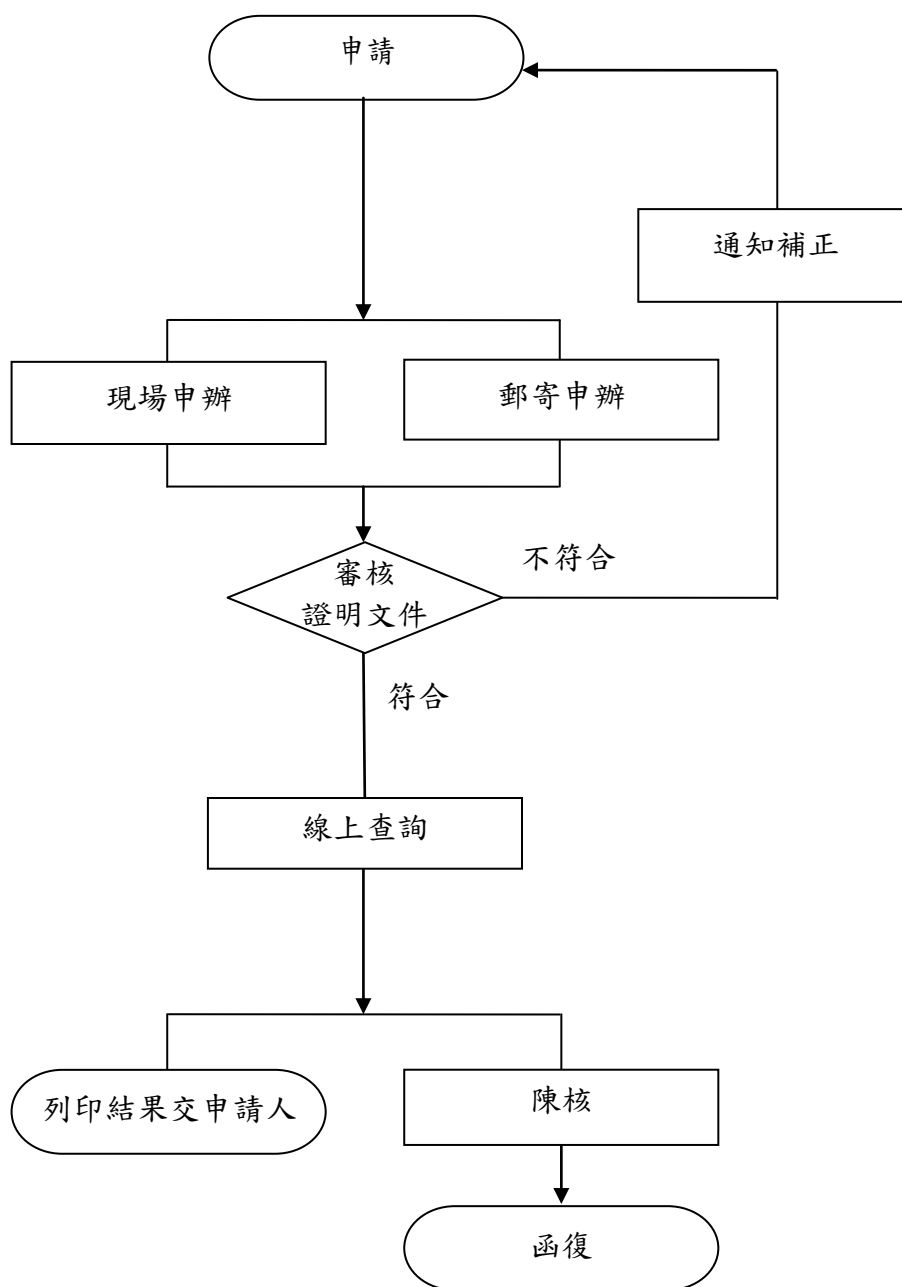 申請
通知補正
現場申辦
郵寄申辦
不符合
審核
證明文件
符合
線上查詢
列印結果交申請人
陳核
函復